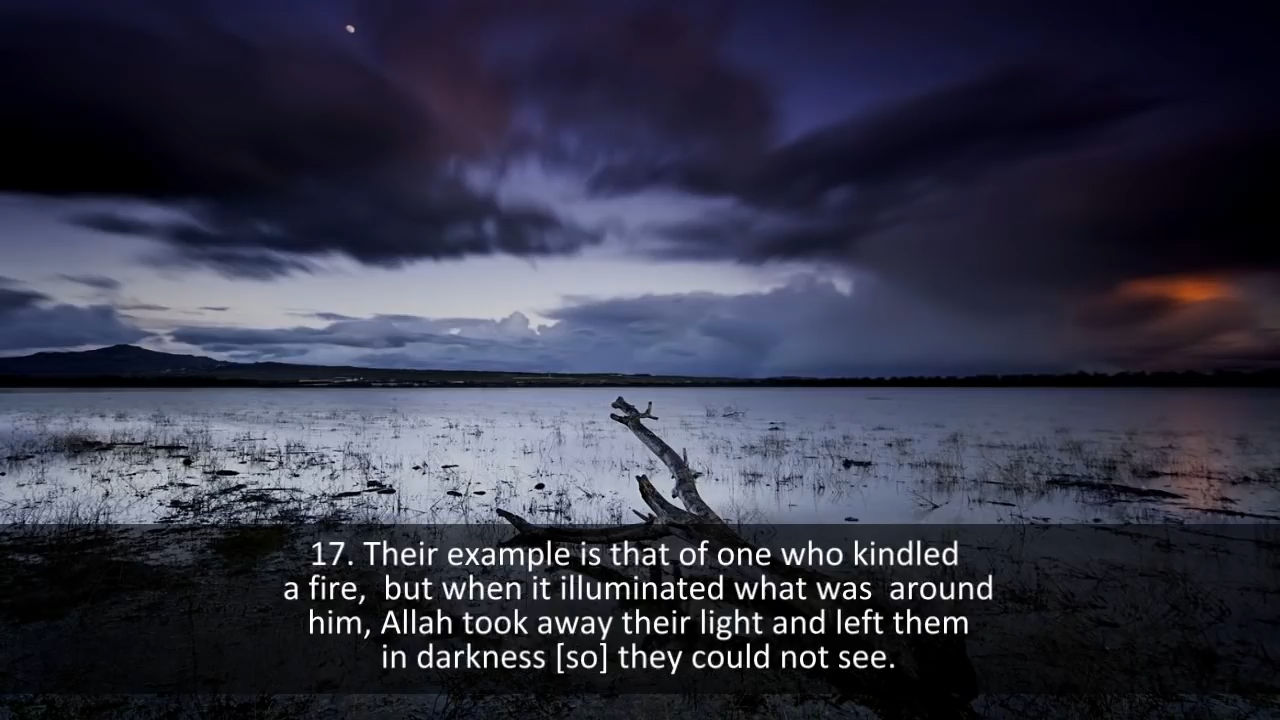 17. Their example is that of one who kindled
a fire,  but when it illuminated what was  around
him, Allah took away their light and left them
in darkness [so] they could not see.